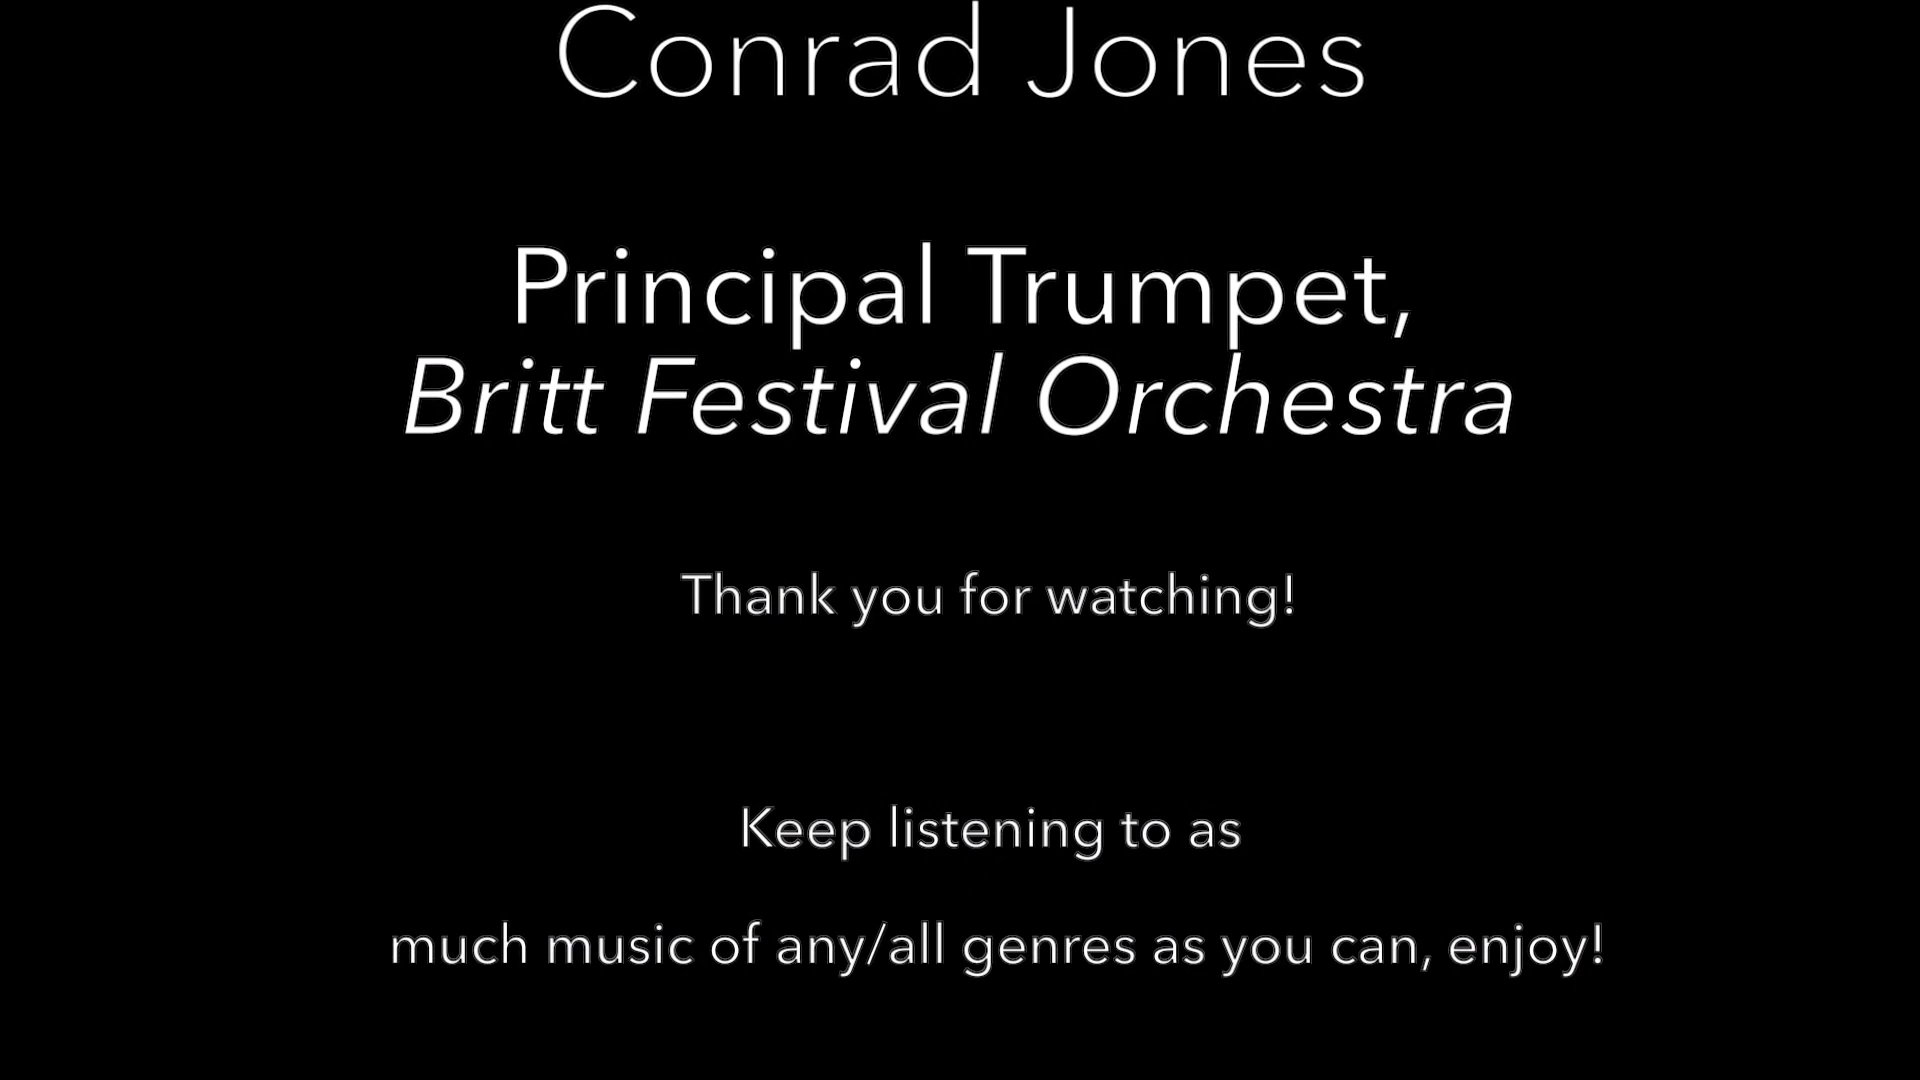 Conrad Jones
Principal Trumpet,
Britt Festival Orchestra
Thank you for watching!
Keep listening to as
much music of any/all genres as you can, enjoy!